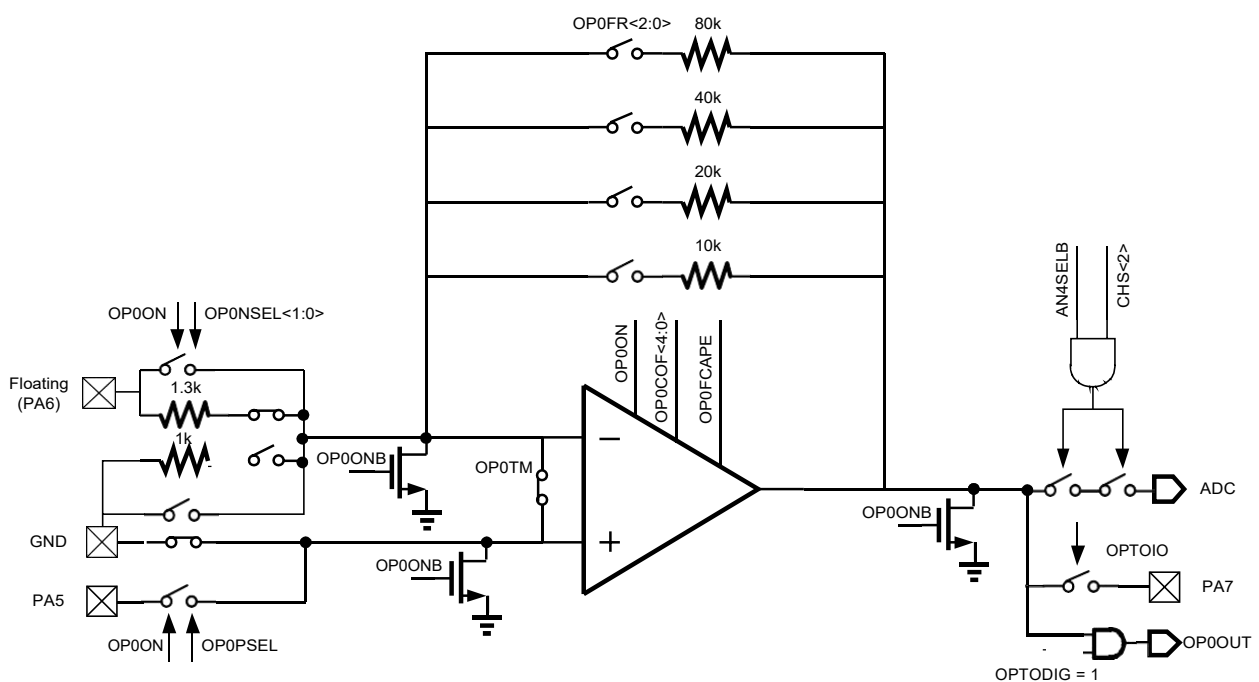 OP0FR<2:0>
80k
40k
20k
10k
OP0ON
OP0NSEL<1:0>
Floating
(PA6)
1.3k
1k
OP0ONB
OP0TM
OP0ON
OP0COF<4:0>
OP0FCAPE
−
+
AN4SELB
CHS<2>
GND
OP0ONB
PA5
OP0ON
OP0PSEL
OP0ONB
ADC
OPTOIO
PA7
OP0OUT
OPTODIG = 1